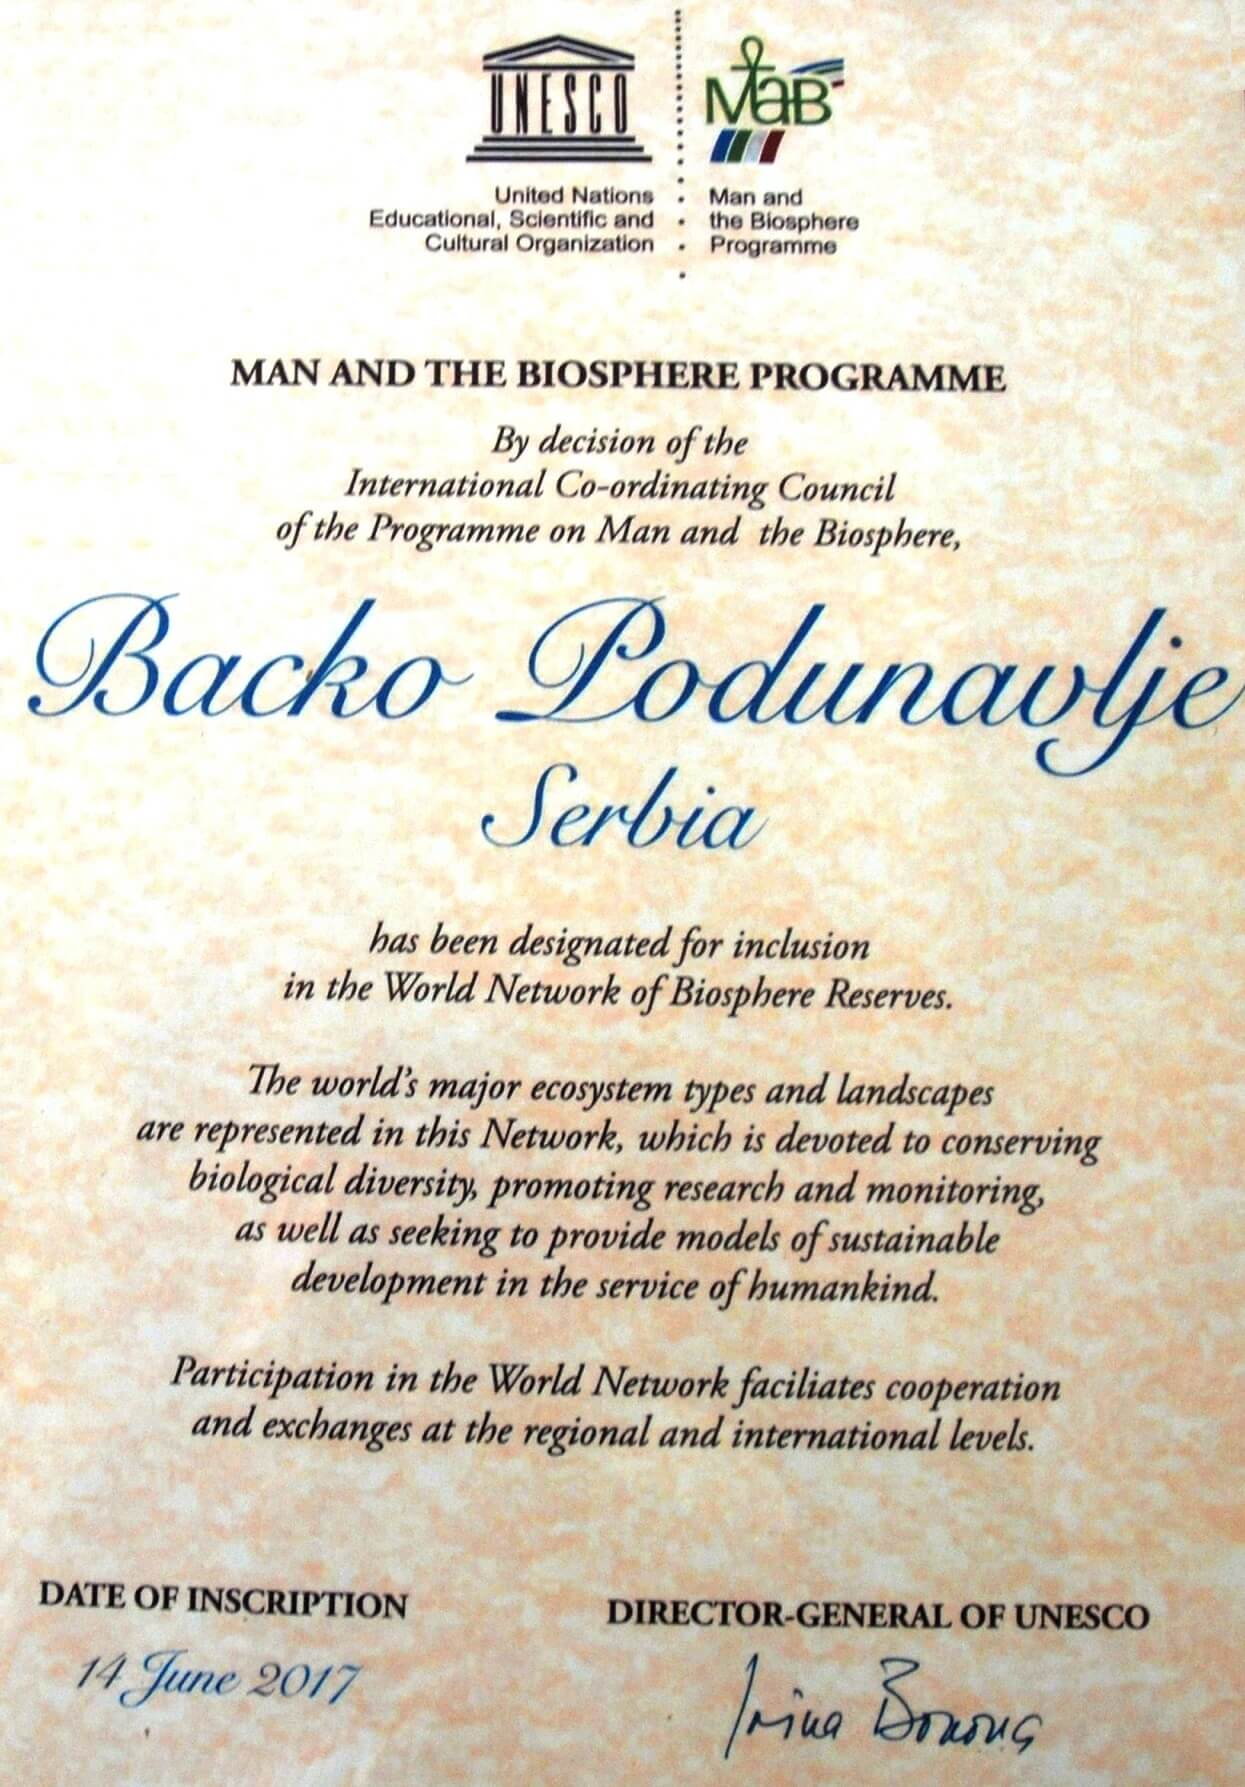 UNESCO
MaB
United Nations
Educational, Scientific and
Cultural Organization
Man and
the Biosphere
Programme
MAN AND THE BIOSPHERE PROGRAMME
By decision of the
International Co-ordinating Council
of the Programme on Man and the Biosphere,
Backo Podunavlje
Serbia
has been designated for inclusion
in the World Network of Biosphere Reserves.
The world's major ecosystem types and landscapes
are represented in this Network, which is devoted to conserving
biological diversity, promoting research and monitoring,
as well as seeking to provide models of sustainable
development in the service of humankind.
Participation in the World Network faciliates cooperation
and exchanges at the regional and international levels.
DATE OF INSCRIPTION
14 June 2017
DIRECTOR-GENERAL OF UNESCO